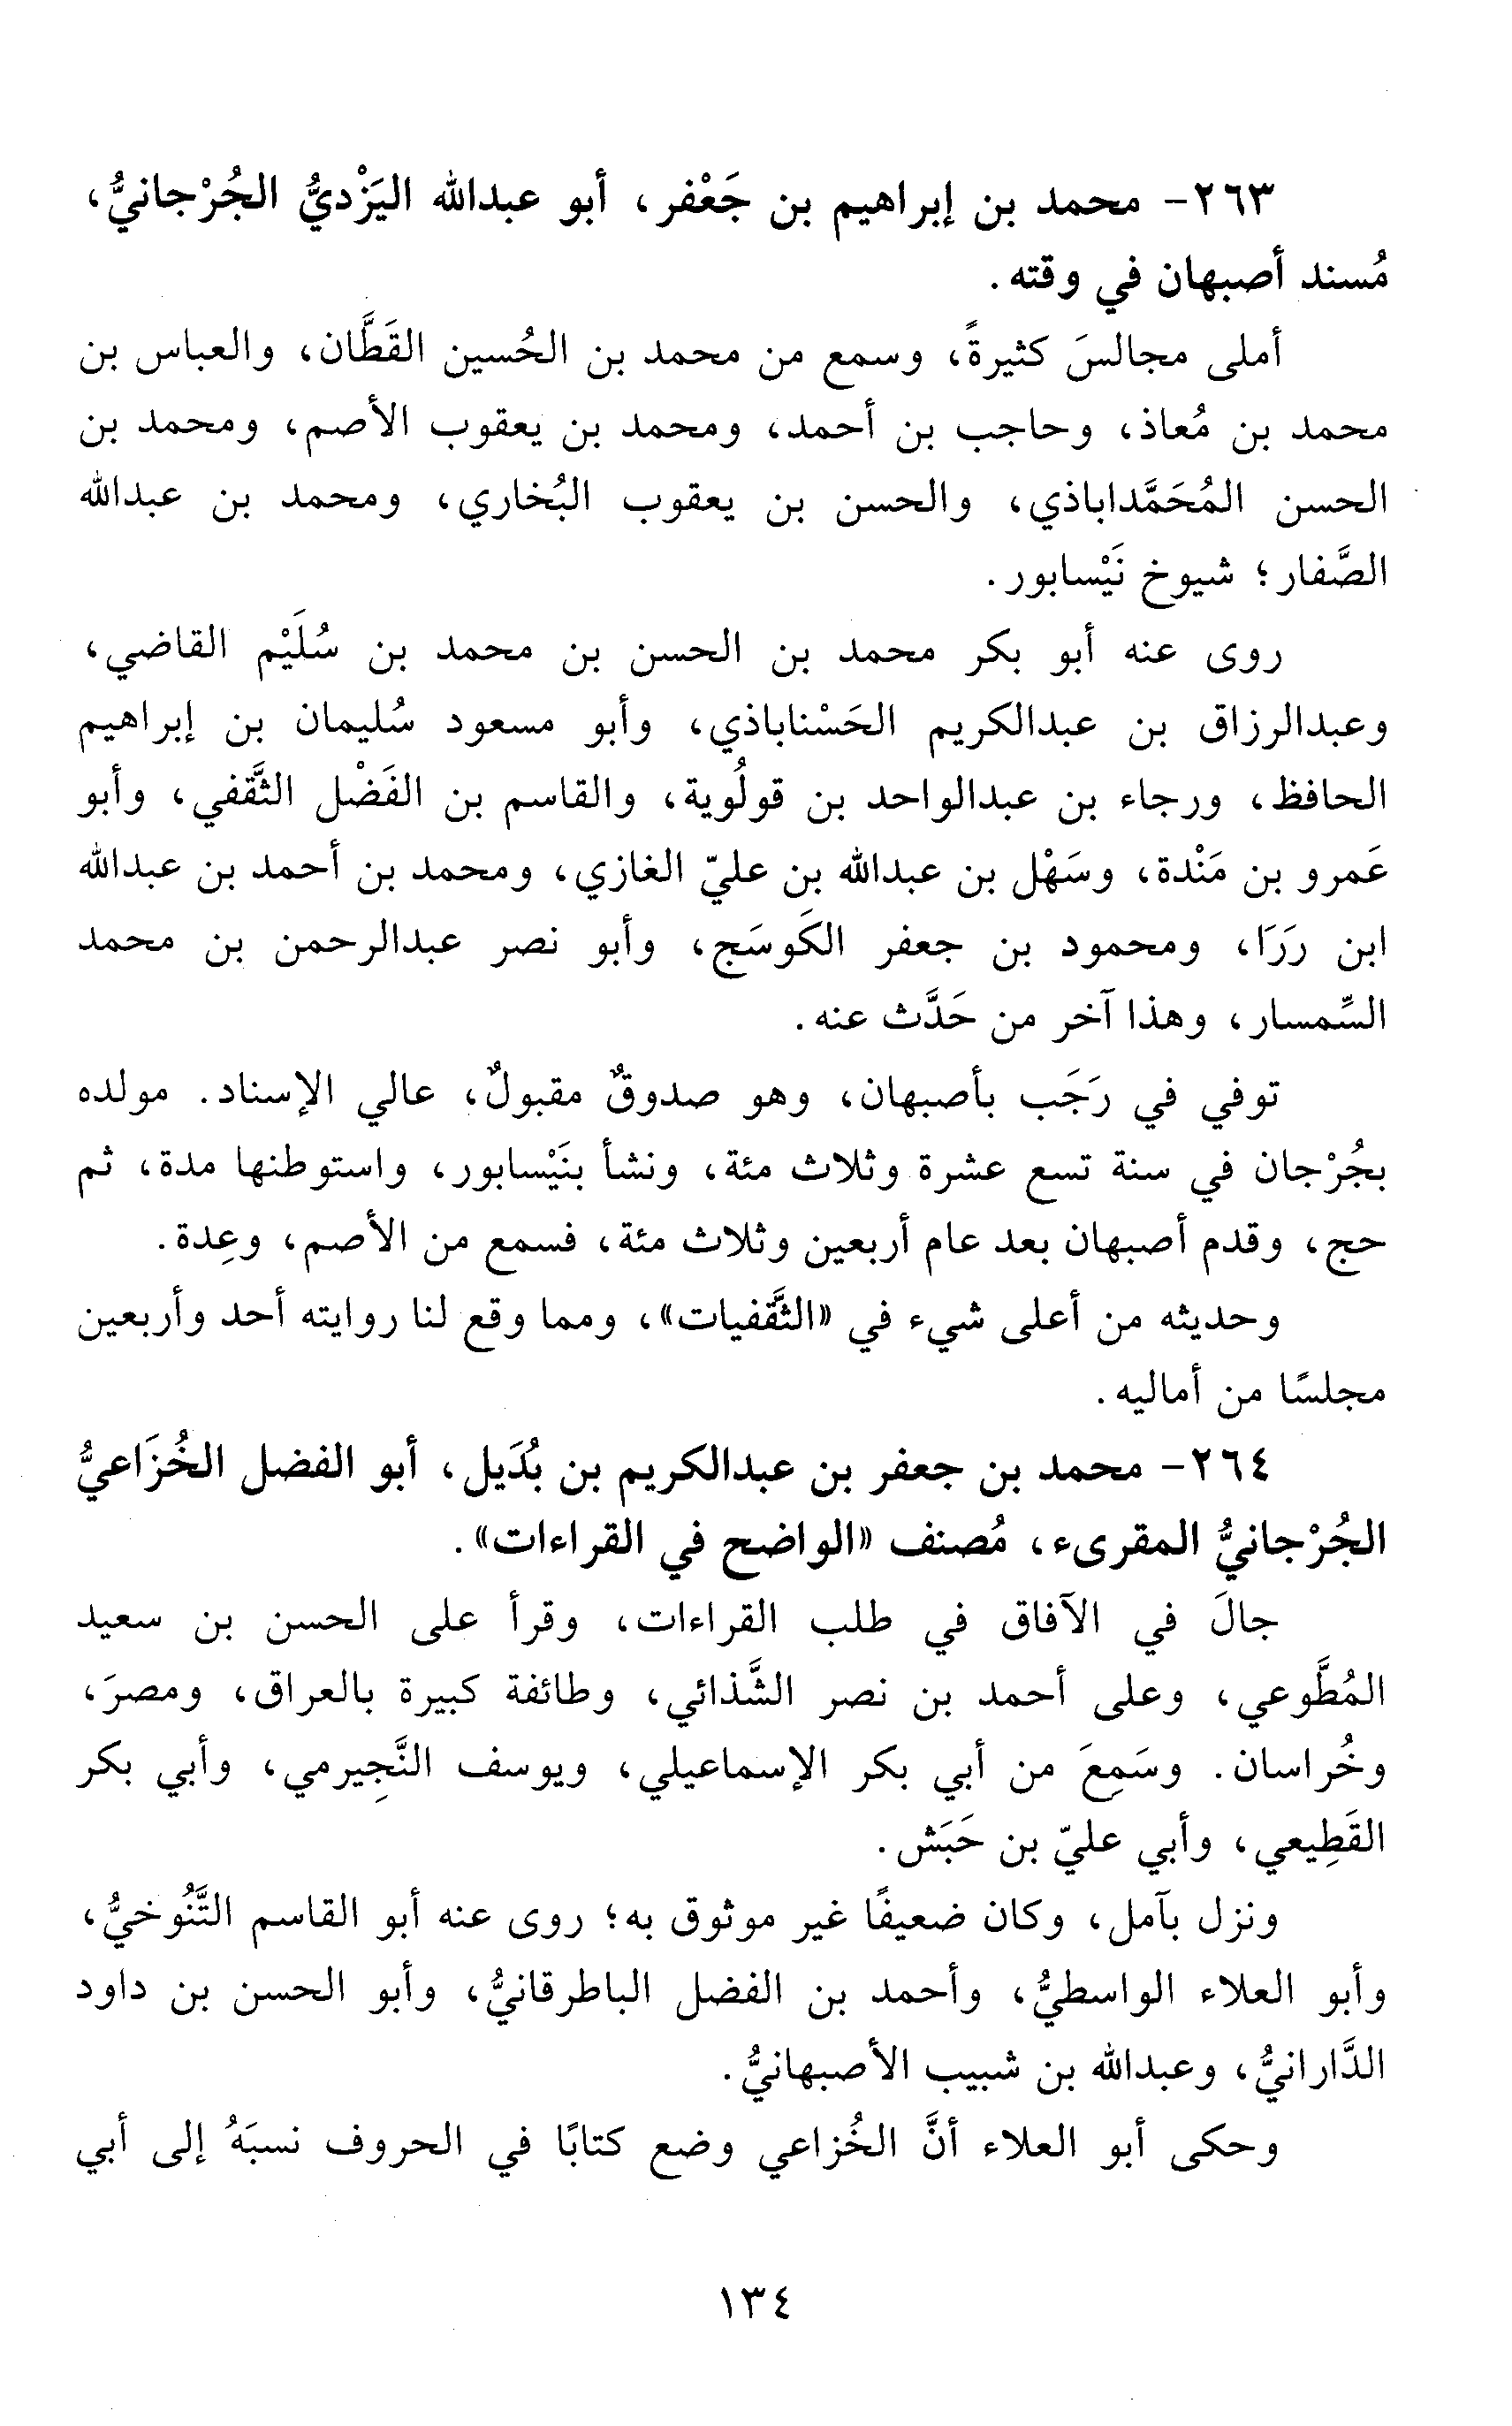 ٢٦٣- محمد بن إبراهيم بن جَعْفر، أبو عبدالله اليَزْديُّ الجُرْجانيُّ،
مُسند أصبهان في وقته.
أملى مجالسَ كثيرةً، وسمع من محمد بن الحُسين القَطَّان، والعباس بن
محمد بن مُعاذ، وحاجب بن أحمد، ومحمد بن يعقوب الأصم، ومحمد بن
الحسن المُحَمَّداباذي، والحسن بن يعقوب البُخاري، ومحمد بن عبدالله
الصَّفار؛ شيوخ نَيْسابور.
روى عنه أبو بكر محمد بن الحسن بن محمد بن سُلَيْم القاضي،
وعبدالرزاق بن عبدالكريم الحَسْناباذي، وأبو مسعود سُليمان بن إبراهيم
الحافظ، ورجاء بن عبدالواحد بن قولُوية، والقاسم بن الفَضْل الثَّقفي، وأبو
عَمرو بن مَنْدة، وسَهْل بن عبدالله بن عليّ الغازي، ومحمد بن أحمد بن عبدالله
ابن رَرَا، ومحمود بن جعفر الكَوسَج، وأبو نصر عبدالرحمن بن محمد
السِّمسار، وهذا آخر من حَدَّث عنه.
توفي في رَجَب بأصبهان، وهو صدوقٌ مقبولٌ، عالي الإسناد. مولده
بجُرْجان في سنة تسع عشرة وثلاث مئة، ونشأ بنَيْسابور، واستوطنها مدة، ثم
حج، وقدم أصبهان بعد عام أربعين وثلاث مئة، فسمع من الأصم، وعِدة.
وحديثه من أعلى شيء في «الثَّقفيات»، ومما وقع لنا روايته أحد وأربعين
مجلسًا من أماليه.
٢٦٤- محمد بن جعفر بن عبدالكريم بن بُدَيل، أبو الفضل الخُزَاعيُّ
الجُرْجانيُّ المقرىء، مُصنف «الواضح في القراءات».
جالَ في الآفاق في طلب القراءات، وقرأ على الحسن بن سعيد
المُطَّوعي، وعلى أحمد بن نصر الشَّذائي، وطائفة كبيرة بالعراق، ومصرَ،
وخُراسان. وسَمِعَ من أبي بكر الإسماعيلي، ويوسف النَّجِيرمي، وأبي بكر
القَطِيعي، وأبي عليّ بن حَبَش.
ونزل بآمل، وكان ضعيفًا غير موثوق به؛ روى عنه أبو القاسم التَّنُوخيُّ،
وأبو العلاء الواسطيُّ، وأحمد بن الفضل الباطرقانيُّ، وأبو الحسن بن داود
الدَّارانيُّ، وعبدالله بن شبيب الأصبهانيُّ.
وحكى أبو العلاء أنَّ الخُزاعي وضع كتابًا في الحروف نسبَهُ إلى أبي
١٣٤